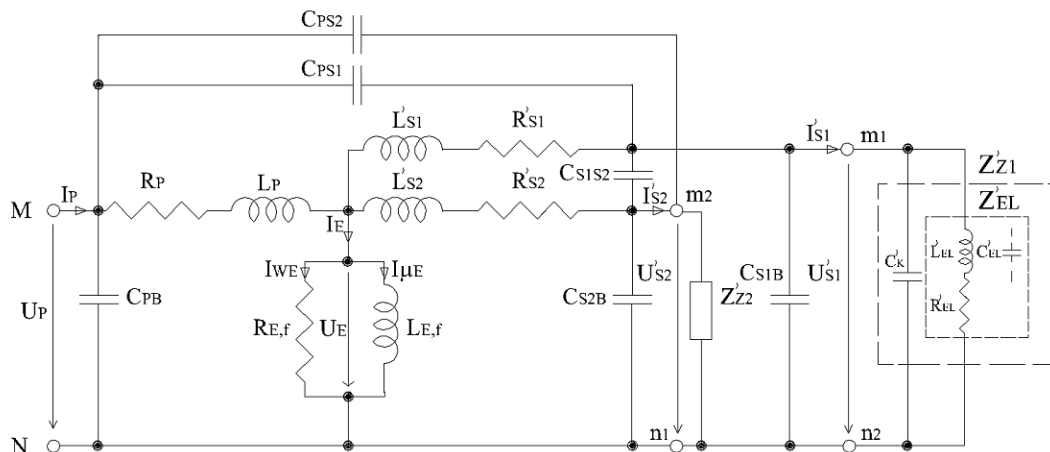 CPS2
CPS1
L'S1
R'S1
I'S1
m1
Z'Z1
CS1S2
IP
RP
LP
L'S2
R'S2
I'S2
m2
M
Z'EL
IE
IWE
IμE
L'EL
C'EL
C'K
UP
CPB
RE,f
UE
LE,f
CS2B
U'S2
Z'Z2
CS1B
U'S1
R'EL
N
n1
n2